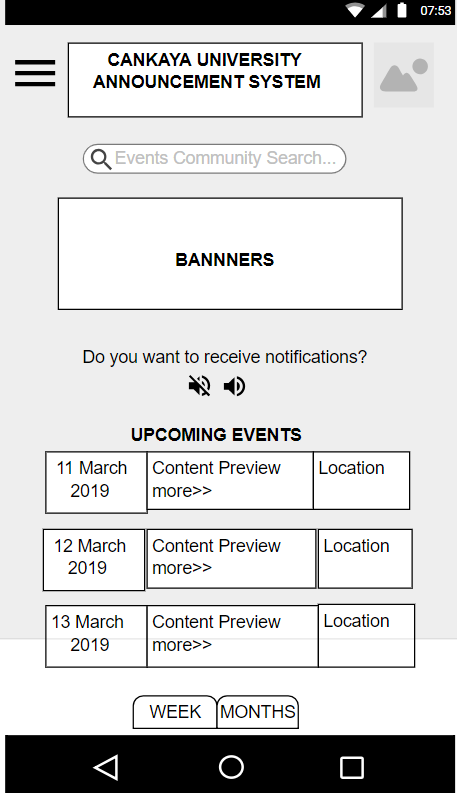 07:53
CANKAYA UNIVERSITY
ANNOUNCEMENT SYSTEM
Events Community Search...
BANNNERS
Do you want to receive notifications?
UPCOMING EVENTS
11 March
2019
Content Preview
more>>
Location
12 March
2019
Content Preview
more>>
Location
13 March
2019
Content Preview
more>>
Location
WEEK
MONTHS